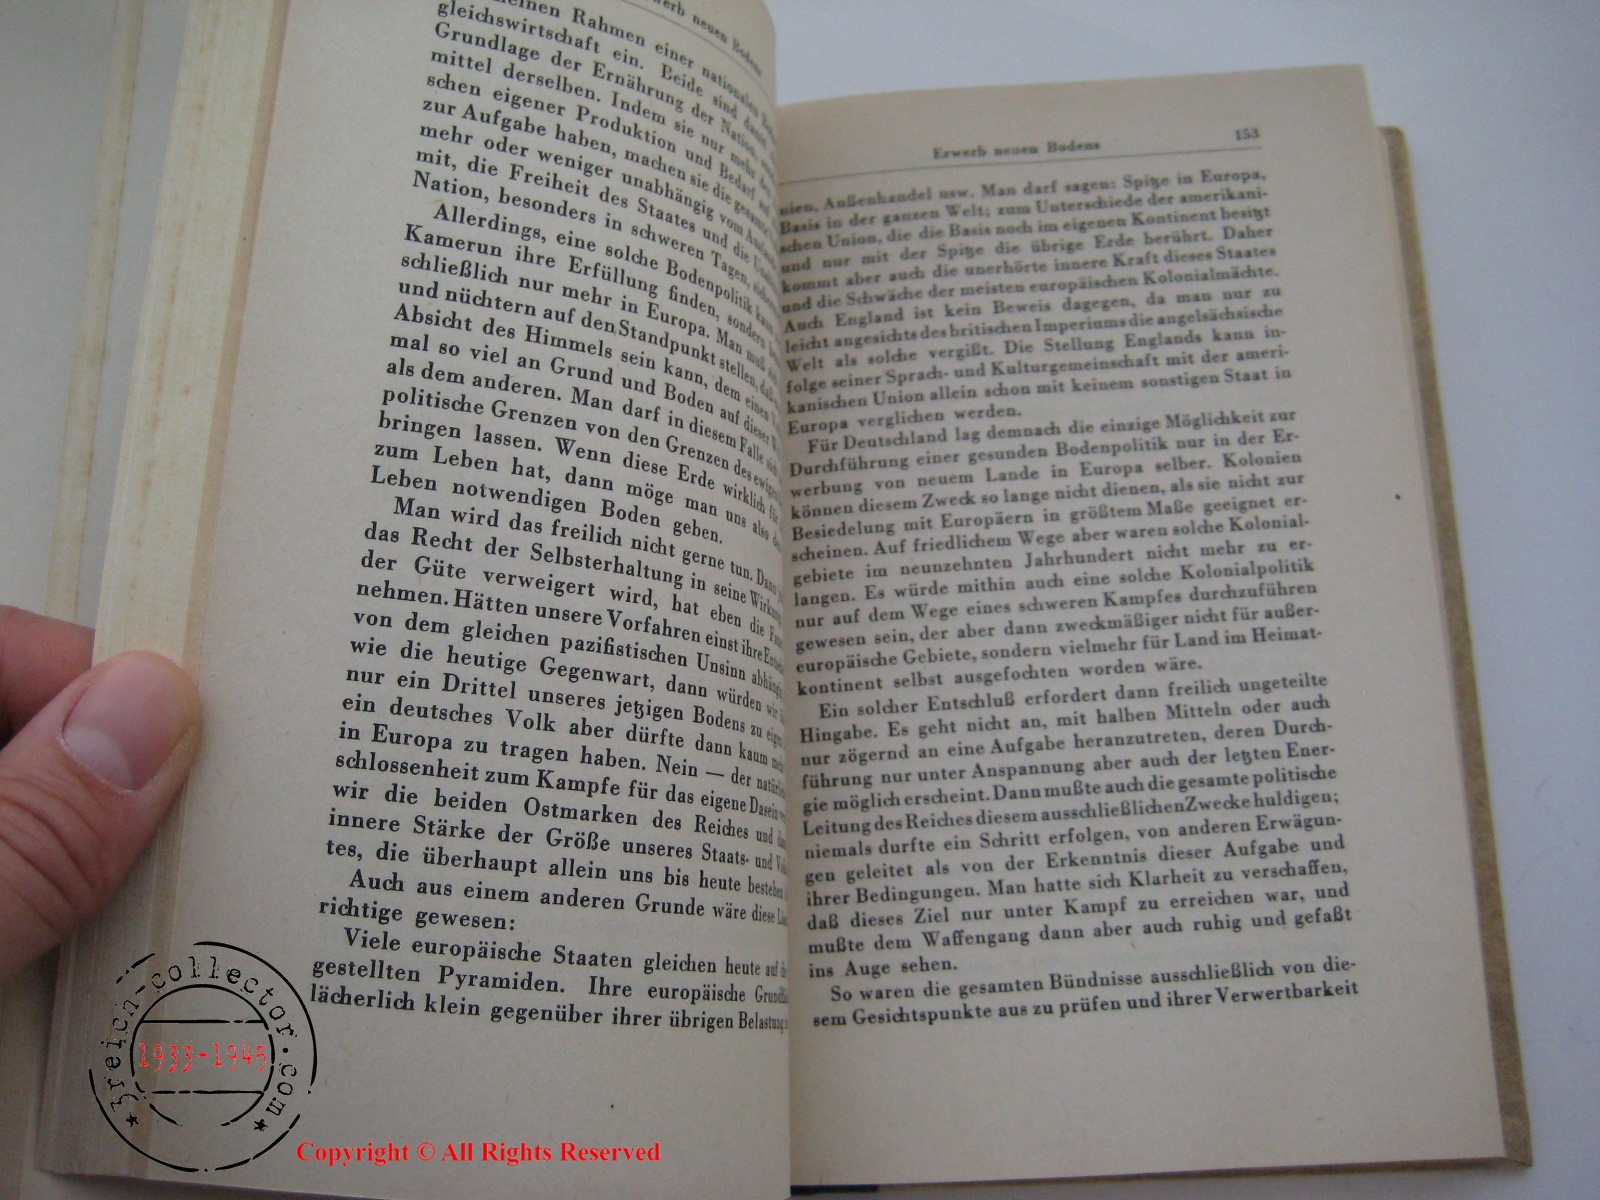 neuen Bodens
einen Rahmen einer nationalen
gleichswirtschaft ein. Beide sind damit
Grundlage der Ernährung der Nation,
mittel derselben. Indem sie nur mehr den
schen eigener Produktion und Bedarf
zur Aufgabe haben, machen sie die gesamte
mehr oder weniger unabhängig vom
mit, die Freiheit des Staates und die
Nation, besonders in schweren Tagen,
Allerdings, eine solche Bodenpolitik kann
Kamerun ihre Erfüllung finden, sondern
schließlich nur mehr in Europa. Man muß
und nüchtern auf den Standpunkt stellen, daß
Absicht des Himmels sein kann, dem einen
mal so viel an Grund und Boden auf dieser
als dem anderen. Man darf in diesem Falle
politische Grenzen von den Grenzen des ewigen
bringen lassen. Wenn diese Erde wirklich für
zum Leben hat, dann möge man uns also
Leben notwendigen Boden geben.
Man wird das freilich nicht gerne tun. Dann
das Recht der Selbsterhaltung in seine
der Güte verweigert wird, hat eben die
nehmen. Hätten unsere Vorfahren einst ihre
von dem gleichen pazifistischen Unsinn
wie die heutige Gegenwart, dann würden wir
nur ein Drittel unseres jetzigen Bodens zu
ein deutsches Volk aber dürfte dann kaum
in Europa zu tragen haben. Nein — der
schlossenheit zum Kampfe für das eigene Dasein
wir die beiden Ostmarken des Reiches und
innere Stärke der Größe unseres Staats- und
tes, die überhaupt allein uns bis heute bestehen
Auch aus einem anderen Grunde wäre diese
richtige gewesen:
Viele europäische Staaten gleichen heute auf
gestellten Pyramiden. Ihre europäische
lächerlich klein gegenüber ihrer übrigen Belastung
Erwerb neuen Bodens 153
nien, Außenhandel usw. Man darf sagen: Spitze in Europa,
Basis in der ganzen Welt; zum Unterschiede der amerikani-
schen Union, die die Basis noch im eigenen Kontinent besitzt
und nur mit der Spitze die übrige Erde berührt. Daher
kommt aber auch die unerhörte innere Kraft dieses Staates
und die Schwäche der meisten europäischen Kolonialmächte.
Auch England ist kein Beweis dagegen, da man nur zu
leicht angesichts des britischen Imperiums die angelsächsische
Welt als solche vergißt. Die Stellung Englands kann in-
folge seiner Sprach- und Kulturgemeinschaft mit der ameri-
kanischen Union allein schon mit keinem sonstigen Staat in
Europa verglichen werden.
Für Deutschland lag demnach die einzige Möglichkeit zur
Durchführung einer gesunden Bodenpolitik nur in der Er-
werbung von neuem Lande in Europa selber. Kolonien
können diesem Zweck so lange nicht dienen, als sie nicht zur
Besiedelung mit Europäern in größtem Maße geeignet er-
scheinen. Auf friedlichem Wege aber waren solche Kolonial-
gebiete im neunzehnten Jahrhundert nicht mehr zu er-
langen. Es würde mithin auch eine solche Kolonialpolitik
nur auf dem Wege eines schweren Kampfes durchzuführen
gewesen sein, der aber dann zweckmäßiger nicht für außer-
europäische Gebiete, sondern vielmehr für Land im Heimat-
kontinent selbst ausgefochten worden wäre.
Ein solcher Entschluß erfordert dann freilich ungeteilte
Hingabe. Es geht nicht an, mit halben Mitteln oder auch
nur zögernd an eine Aufgabe heranzutreten, deren Durch-
führung nur unter Anspannung aber auch der letzten Ener-
gie möglich erscheint. Dann mußte auch die gesamte politische
Leitung des Reiches diesem ausschließlichen Zwecke huldigen;
niemals durfte ein Schritt erfolgen, von anderen Erwägun-
gen geleitet als von der Erkenntnis dieser Aufgabe und
ihrer Bedingungen. Man hatte sich Klarheit zu verschaffen,
daß dieses Ziel nur unter Kampf zu erreichen war, und
mußte dem Waffengang dann aber auch ruhig und gefaßt
ins Auge sehen.
So waren die gesamten Bündnisse ausschließlich von die-
sem Gesichtspunkte aus zu prüfen und ihrer Verwertbarkeit
3reich-collector.com
1933-1945
Copyright © All Rights Reserved